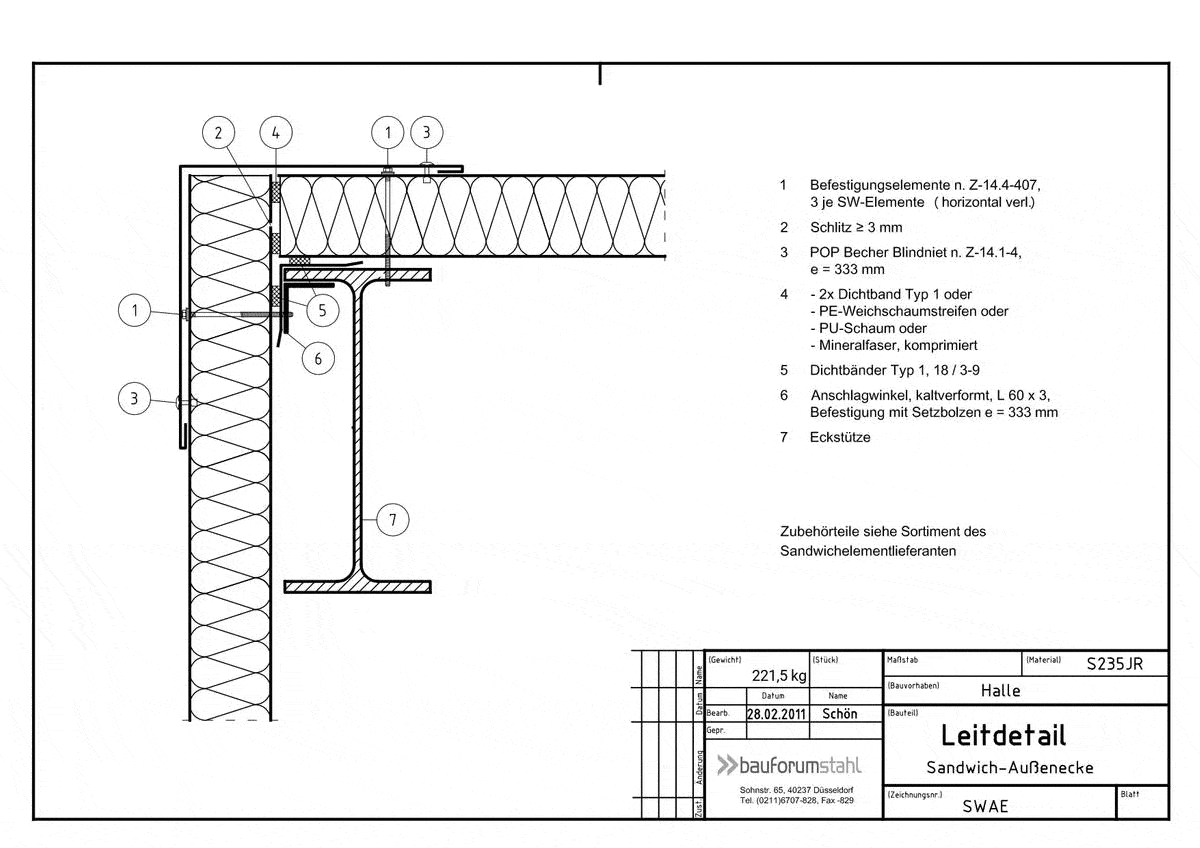 2
4
1
3
1
3
5
6
7
1 Befestigungselemente n. Z-14.4-407,
3 je SW-Elemente ( horizontal verl.)
2 Schlitz ≥ 3 mm
3 POP Becher Blindniet n. Z-14.1-4,
e = 333 mm
4 - 2x Dichtband Typ 1 oder
- PE-Weichschaumstreifen oder
- PU-Schaum oder
- Mineralfaser, komprimiert
5 Dichtbänder Typ 1, 18 / 3-9
6 Anschlagwinkel, kaltverformt, L 60 x 3,
Befestigung mit Setzbolzen e = 333 mm
7 Eckstütze
Zubehörteile siehe Sortiment des
Sandwichelementlieferanten
Name
Datum
Änderung
Zust.
(Gewicht)
221,5 kg
(Stück)
Datum
Name
Bearb.
28.02.2011
Schön
Gepr.
bauforumstahl
Sohnstr. 65, 40237 Düsseldorf
Tel. (0211)6707-828, Fax -829
Maßstab
(Material)
S235JR
(Bauvorhaben)
Halle
(Bauteil)
Leitdetail
Sandwich-Außenecke
(Zeichnungsnr.)
SWAE
Blatt